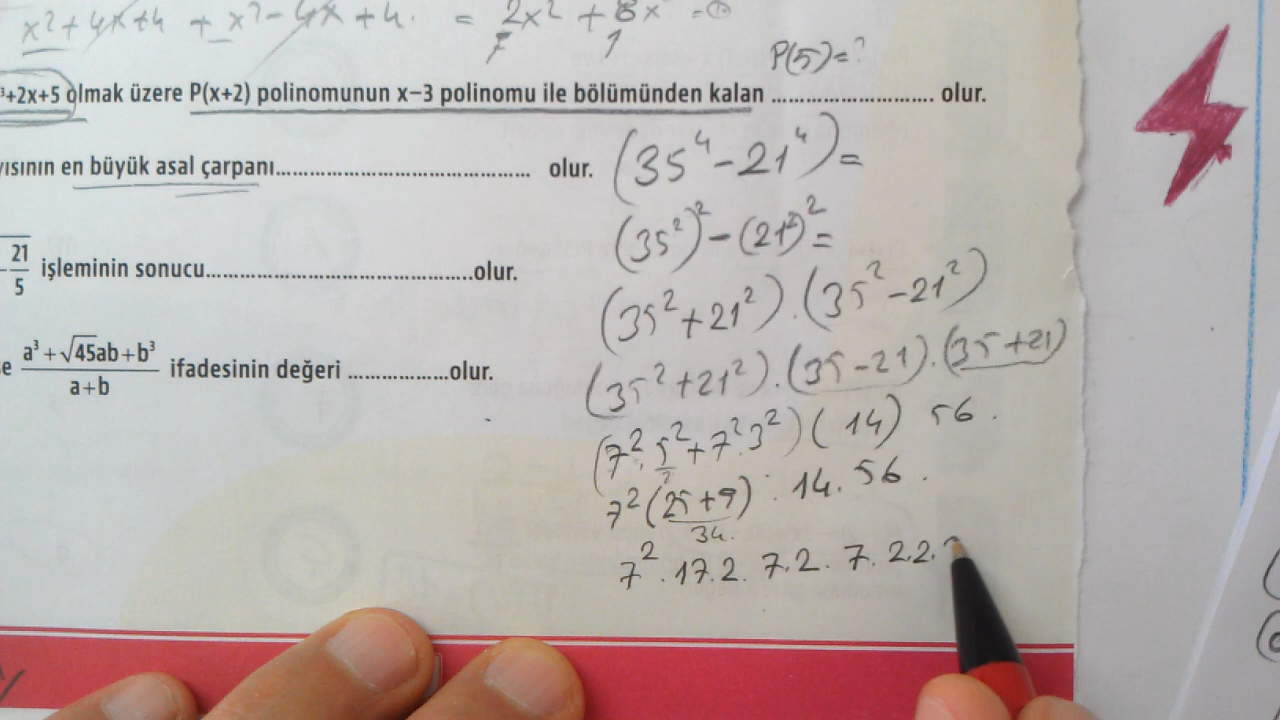 x²+4x+4 + x²-4x+4. = 2x² + 8x
P(5)=?
³+2x+5 olmak üzere P(x+2) polinomunun x–3 polinomu ile bölümünden kalan ............................ olur.
yısının en büyük asal çarpanı............................................ olur.
(35⁴-21⁴)=
(35²)²-(21²)²=
21/5 işleminin sonucu..............................................olur.
(35²+21²).(35²-21²)
e (a³+√45ab+b³)/(a+b) ifadesinin değeri ..................olur.
(35²+21²).(35-21).(35+21)
(7².5²+7².3²)(14) 56.
7²(25+9).14.56.
34.
7².17.2.7.2.7.2.2.